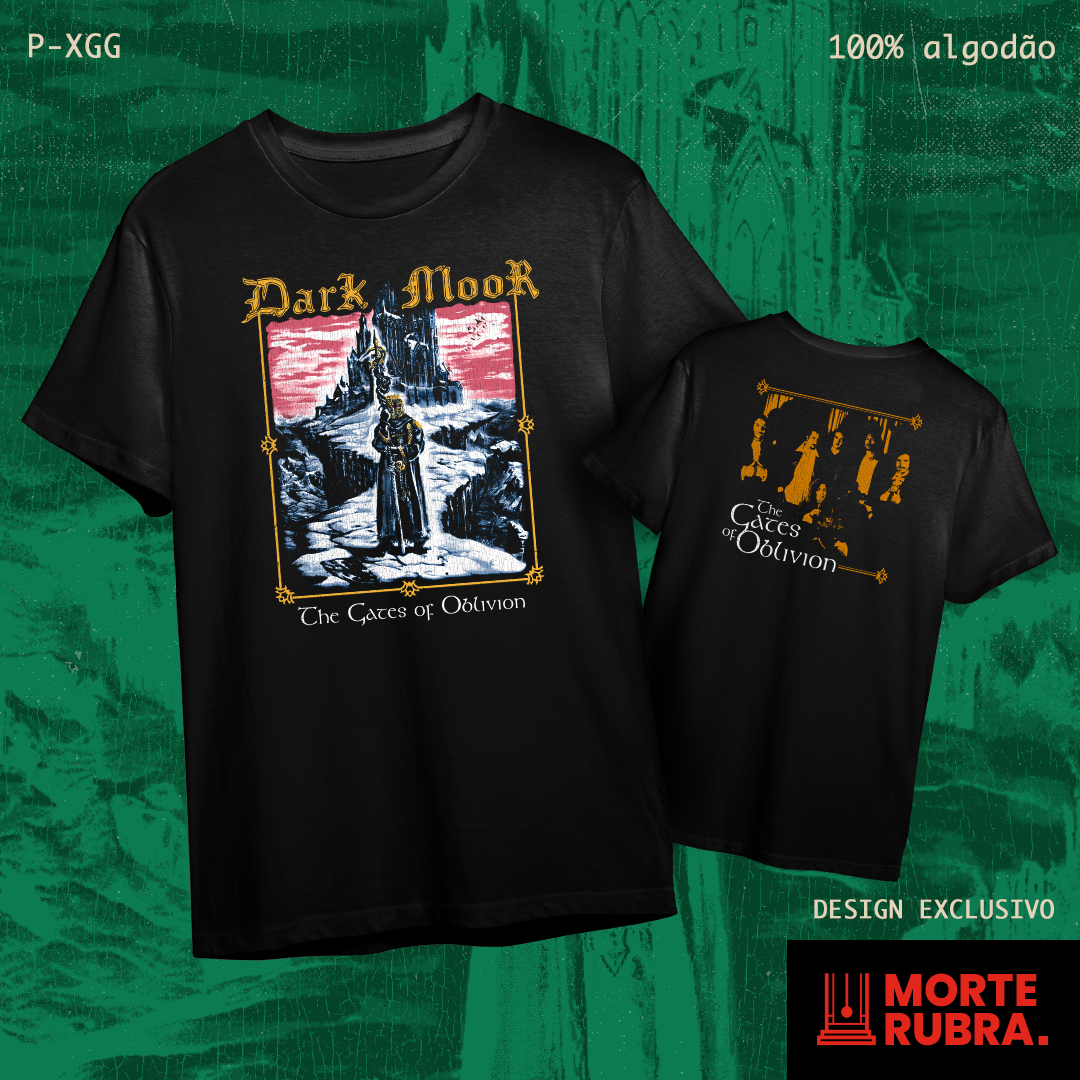 P-XGG
100% algodão
Dark Moor
The Gates of Oblivion
The
Gates
of Oblivion
DESIGN EXCLUSIVO
MORTE
RUBRA.